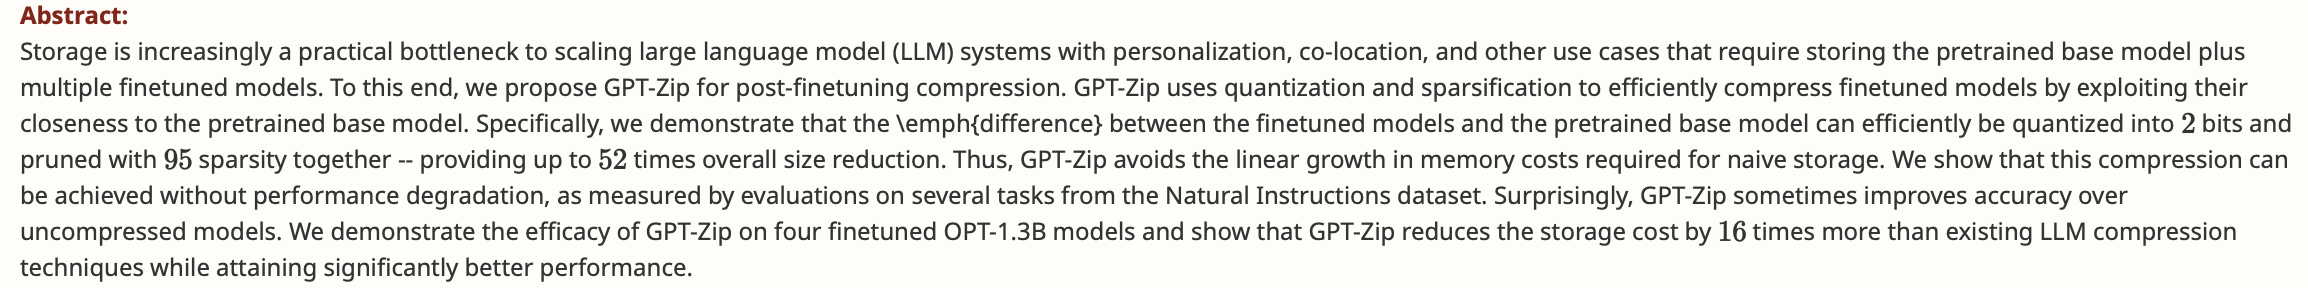 Abstract:
Storage is increasingly a practical bottleneck to scaling large language model (LLM) systems with personalization, co-location, and other use cases that require storing the pretrained base model plus
multiple finetuned models. To this end, we propose GPT-Zip for post-finetuning compression. GPT-Zip uses quantization and sparsification to efficiently compress finetuned models by exploiting their
closeness to the pretrained base model. Specifically, we demonstrate that the \emph{difference} between the finetuned models and the pretrained base model can efficiently be quantized into 2 bits and
pruned with 95 sparsity together -- providing up to 52 times overall size reduction. Thus, GPT-Zip avoids the linear growth in memory costs required for naive storage. We show that this compression can
be achieved without performance degradation, as measured by evaluations on several tasks from the Natural Instructions dataset. Surprisingly, GPT-Zip sometimes improves accuracy over
uncompressed models. We demonstrate the efficacy of GPT-Zip on four finetuned OPT-1.3B models and show that GPT-Zip reduces the storage cost by 16 times more than existing LLM compression
techniques while attaining significantly better performance.